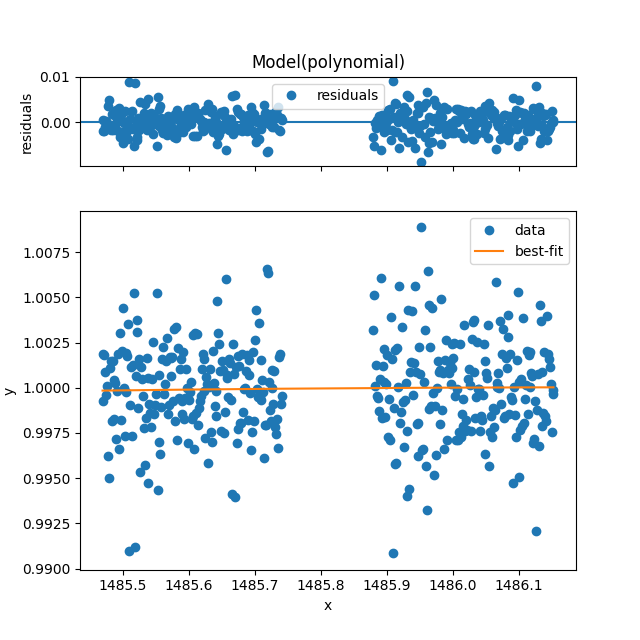 Model(polynomial)
0.01
0.00
residuals
residuals
1.0075
1.0050
1.0025
1.0000
0.9975
0.9950
0.9925
0.9900
y
data
best-fit
1485.5 1485.6 1485.7 1485.8 1485.9 1486.0 1486.1
x